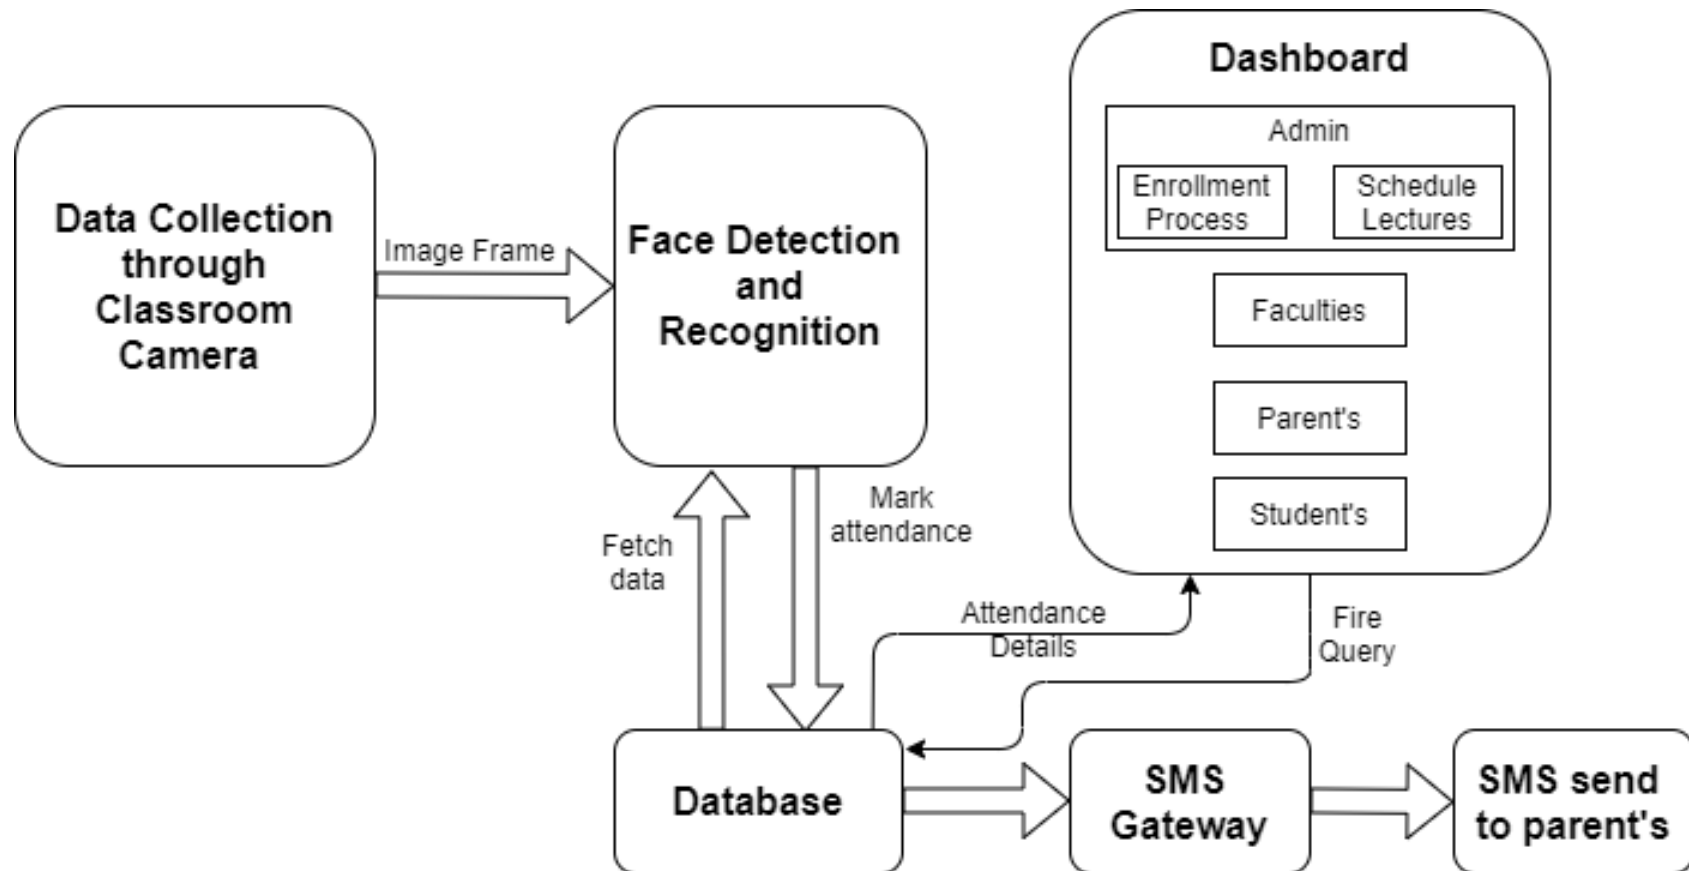 Data Collection
through
Classroom
Camera
Image Frame
Face Detection
and
Recognition
Dashboard
Admin
Enrollment
Process
Schedule
Lectures
Faculties
Parent's
Student's
Fetch
data
Mark
attendance
Attendance
Details
Fire
Query
Database
SMS
Gateway
SMS send
to parent's